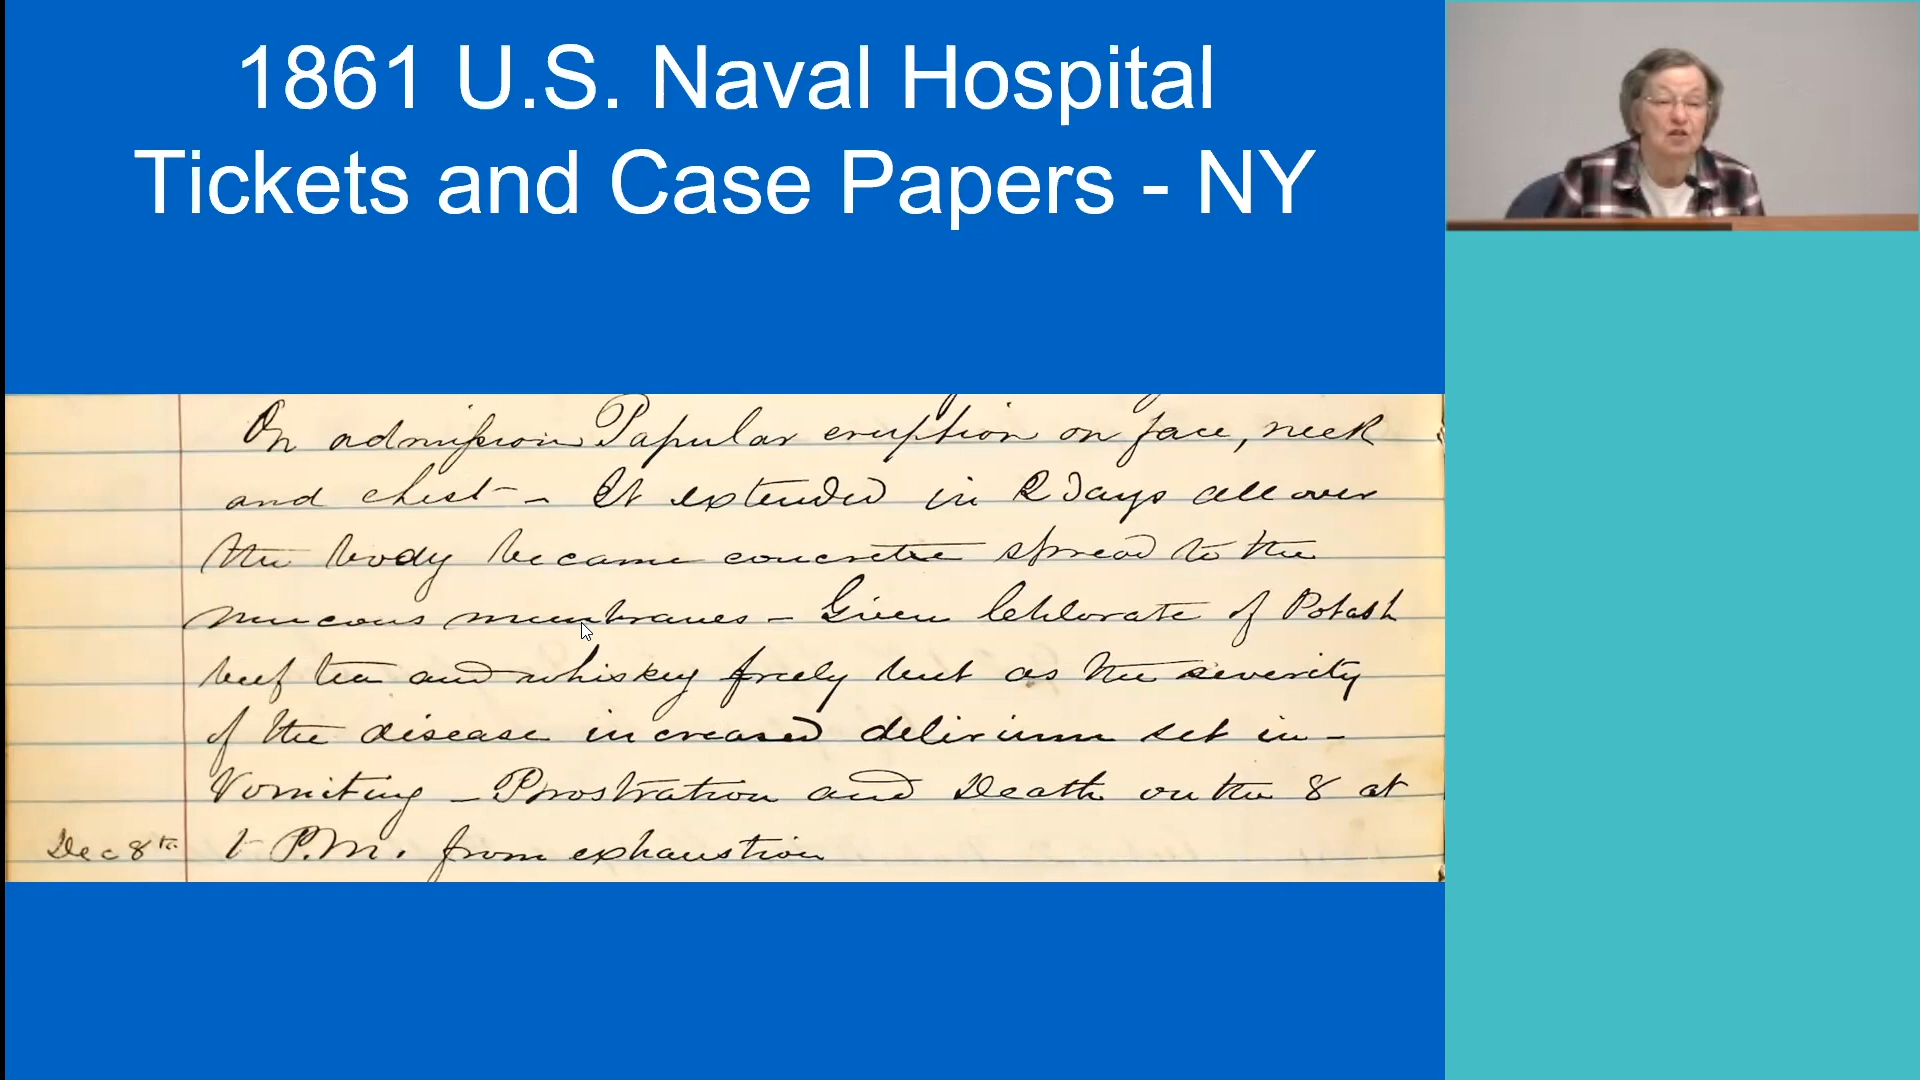 1861 U.S. Naval Hospital
Tickets and Case Papers - NY
On admission Papular eruption on face, neck
and chest - It extended in 2 Days all over
the body became concrete spread to the
mucous membranes - Given Chlorate of Potash
beef tea and whiskey freely but as the severity
of the disease increased delirium set in -
Vomiting - Prostration and Death on the 8 at
Dec 8th P.M. from exhaustion